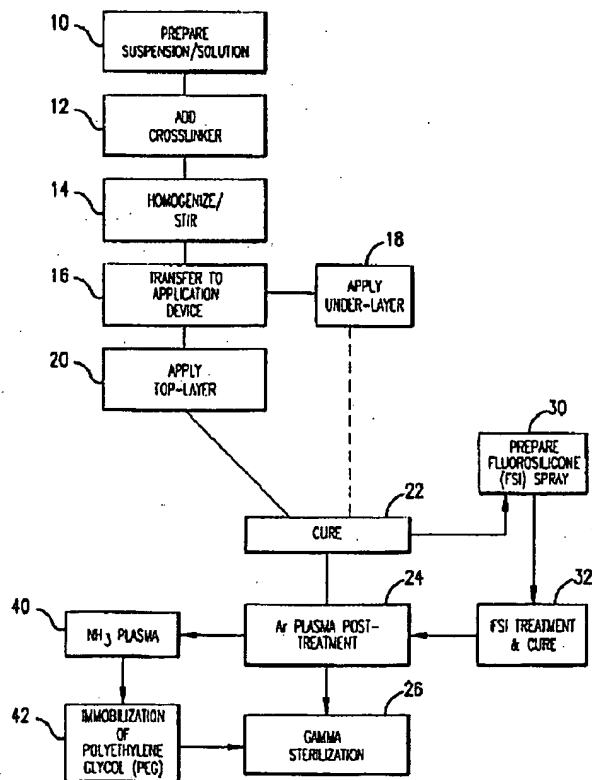 10
PREPARE
SUSPENSION/SOLUTION
12
ADD
CROSSLINKER
14
HOMOGENIZE/
STIR
16
TRANSFER TO
APPLICATION
DEVICE
18
APPLY
UNDER-LAYER
20
APPLY
TOP-LAYER
30
PREPARE
FLUOROSILICONE
(FSI) SPRAY
22
CURE
24
Ar PLASMA POST-
TREATMENT
32
FSI TREATMENT
& CURE
40
NH3 PLASMA
26
GAMMA
STERILIZATION
42
IMMOBILIZATION
OF
POLYETHYLENE
GLYCOL (PEG)